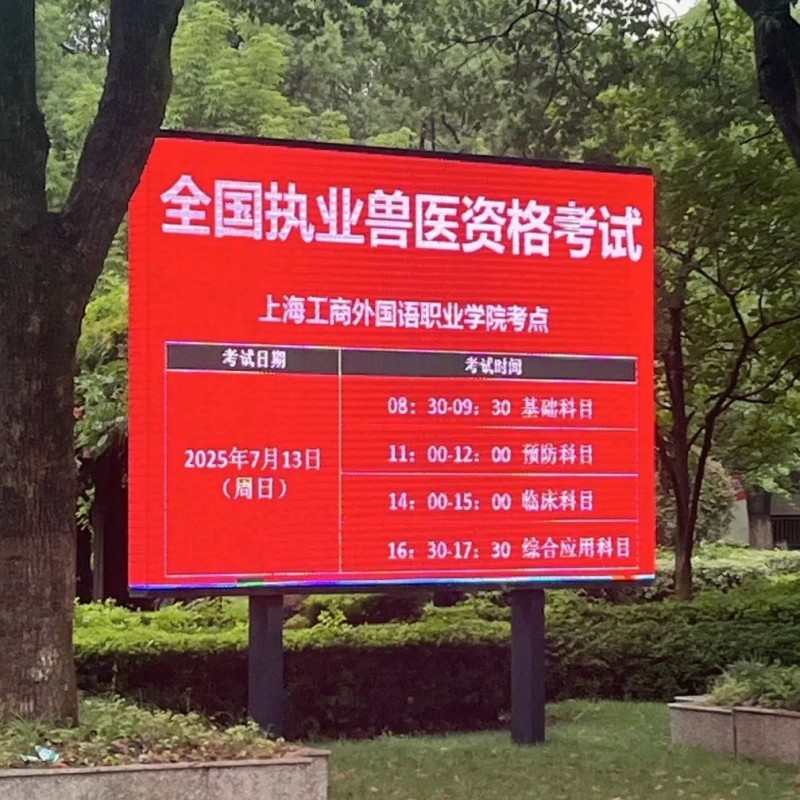 全国执业兽医资格考试
上海工商外国语职业学院考点
考试日期 考试时间
08：30-09：30 基础科目
11：00-12：00 预防科目
2025年7月13日
（周日）
14：00-15：00 临床科目
16：30-17：30 综合应用科目